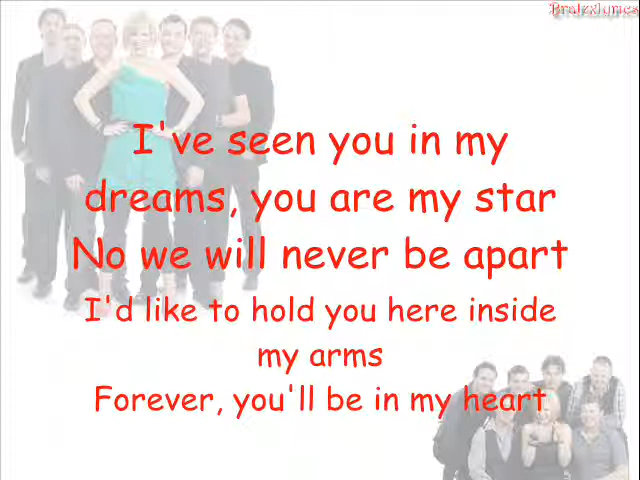 I've seen you in my
dreams, you are my star
No we will never be apart
I'd like to hold you here inside
my arms
Forever, you'll be in my heart